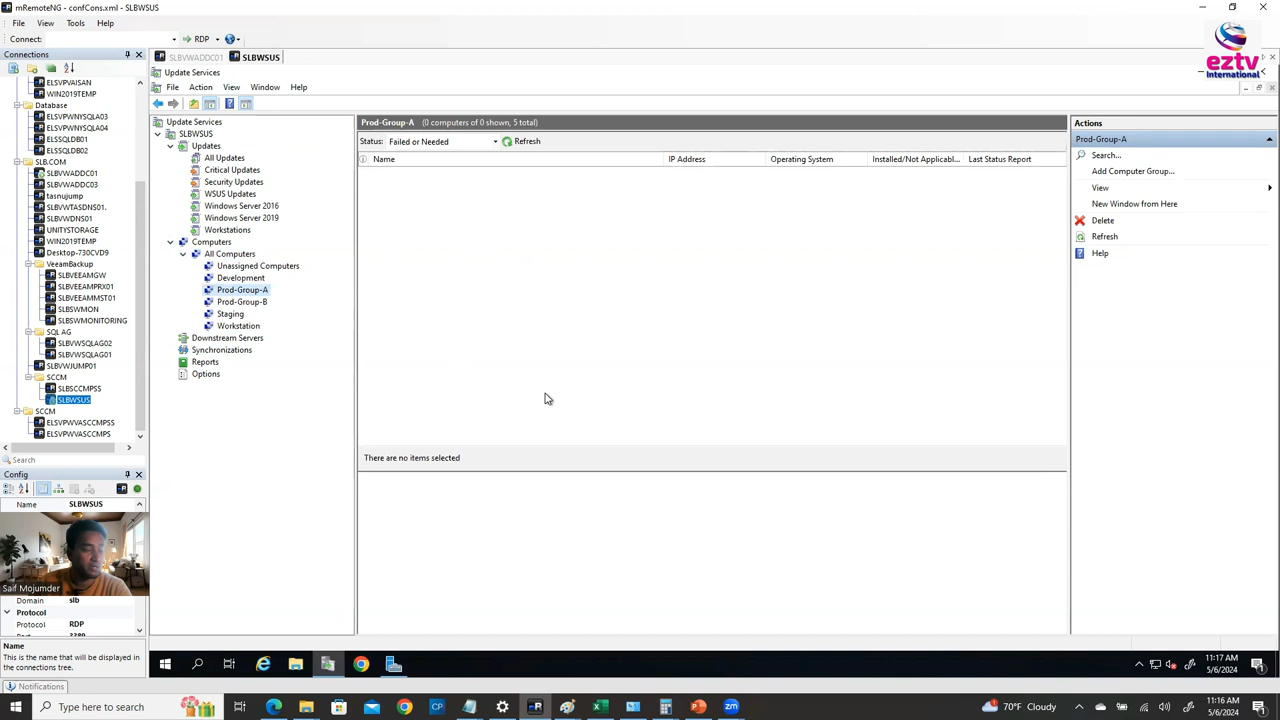 mRemoteNG - confCons.xml - SLBWSUS
File View Tools Help
Connect: RDP
Connections
ELSVPVAISAN
WIN2019TEMP
Database
ELSVPWNYSQLA03
ELSVPWNYSQLA04
ELSSQLDB01
ELSSQLDB02
SLB.COM
SLBVWADDC01
SLBVWADDC03
tasnujump
SLBVWTASDNS01.
SLBVWDNS01
UNITYSTORAGE
WIN2019TEMP
Desktop-730CVD9
VeeamBackup
SLBVEEAMGW
SLBVEEAMPRX01
SLBVEEAMMST01
SLBSWMON
SLBSWMONITORING
SQL AG
SLBVWSQLAG02
SLBVWSQLAG01
SLBVWJUMP01
SCCM
SLBSCCMPSS
SLBWSUS
SCCM
ELSVPWVASCCMPSS
ELSVPWVASCCMPS
Search
Config
Name SLBWSUS
Saif Mojumder
Domain slb
Protocol
Protocol RDP
Port 3389
Name
This is the name that will be displayed in the connections tree.
Notifications
SLBVWADDC01 SLBWSUS
Update Services
File Action View Window Help
Update Services
SLBWSUS
Updates
All Updates
Critical Updates
Security Updates
WSUS Updates
Windows Server 2016
Windows Server 2019
Workstations
Computers
All Computers
Unassigned Computers
Development
Prod-Group-A
Prod-Group-B
Staging
Workstation
Downstream Servers
Synchronizations
Reports
Options
Prod-Group-A (0 computers of 0 shown, 5 total)
Status: Failed or Needed Refresh
Name IP Address Operating System Installed/Not Applicabl... Last Status Report
There are no items selected
Actions
Prod-Group-A
Search...
Add Computer Group...
View
New Window from Here
Delete
Refresh
Help
eztv
International
11:17 AM
5/6/2024
Type here to search
70°F Cloudy
11:16 AM
5/6/2024